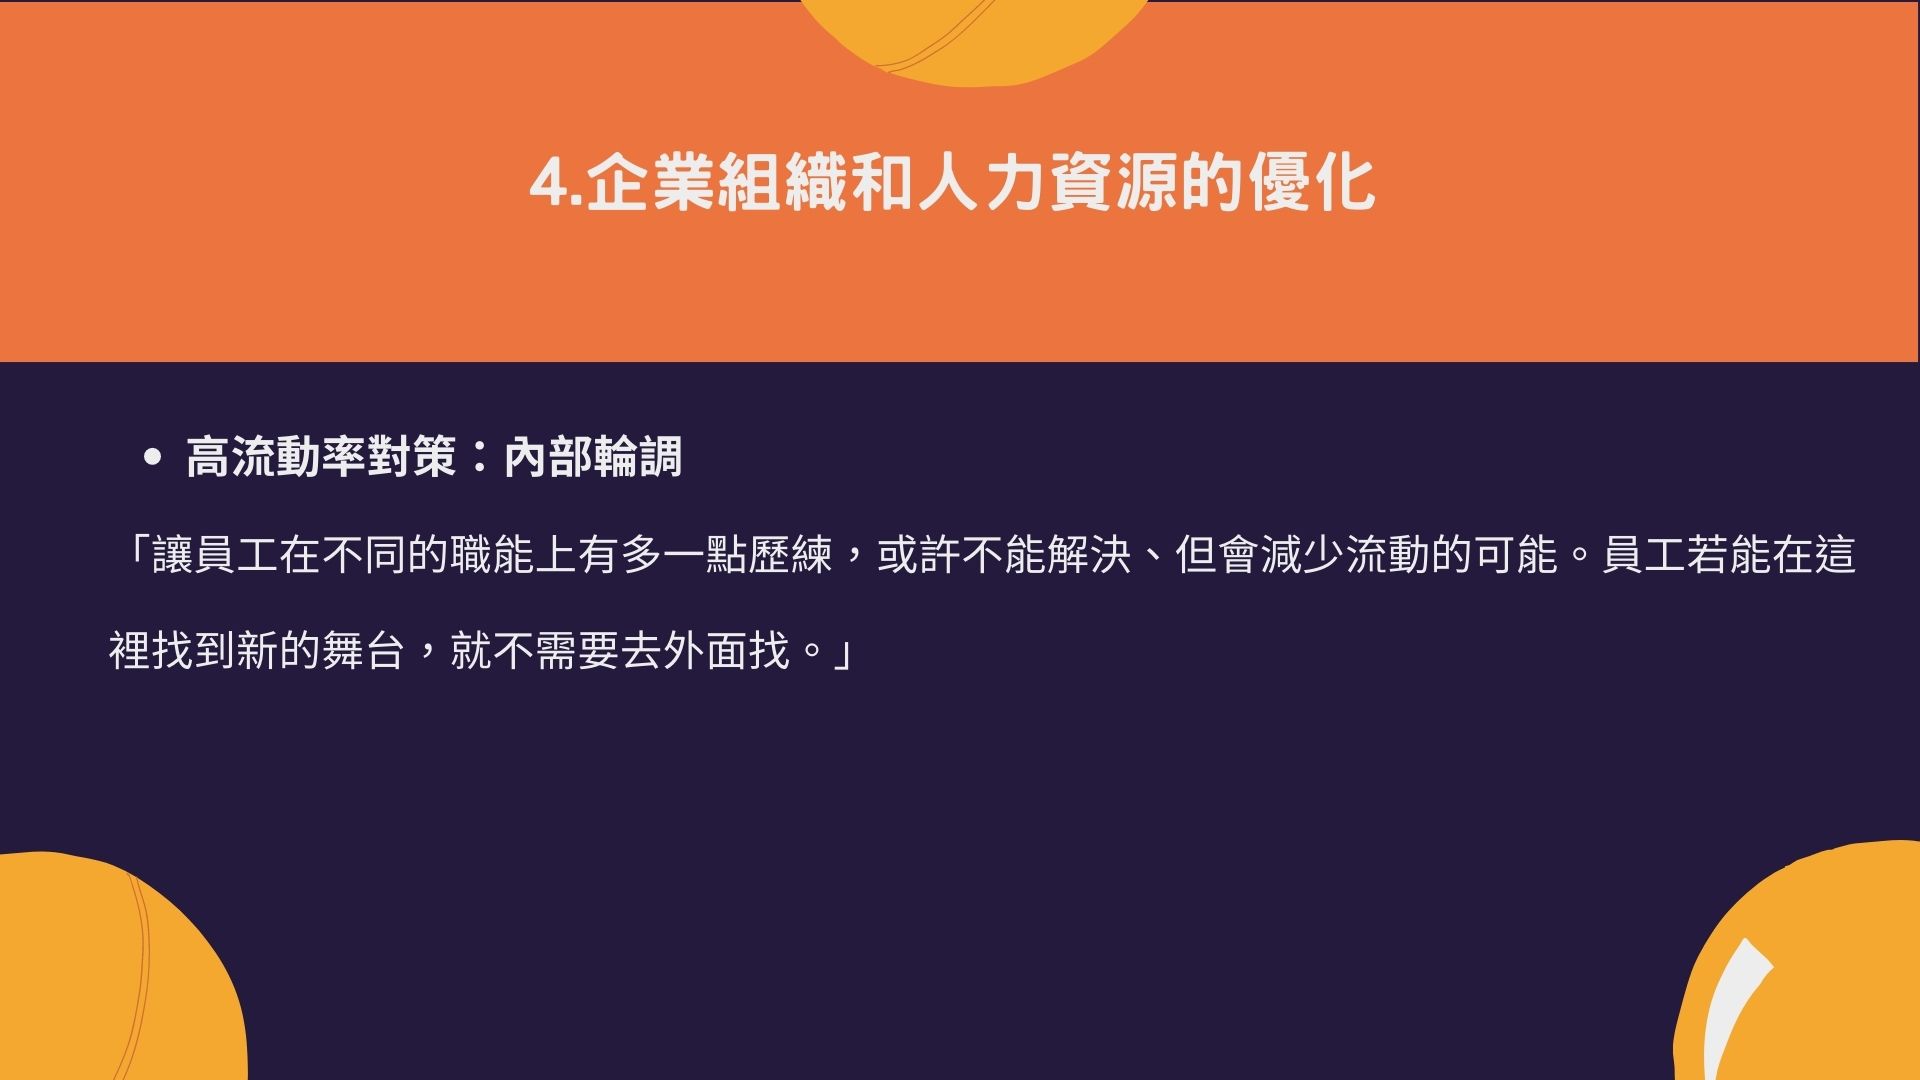 4.企業組織和人力資源的優化
• 高流動率對策：內部輪調
「讓員工在不同的職能上有多一點歷練，或許不能解決、但會減少流動的可能。員工若能在這
裡找到新的舞台，就不需要去外面找。」